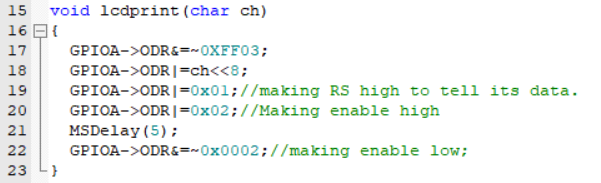 15 void lcdprint(char ch)
16 {
17 GPIOA->ODR&=~0XFF03;
18 GPIOA->ODR|=ch<<8;
19 GPIOA->ODR|=0x01;//making RS high to tell its data.
20 GPIOA->ODR|=0x02;//Making enable high
21 MSDelay(5);
22 GPIOA->ODR&=~0x0002;//making enable low;
23 }